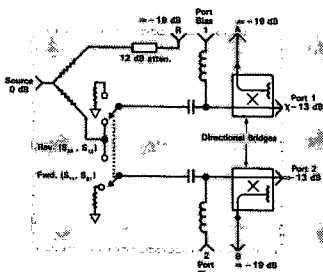 ≈ -19 dB
R
Port
Bias
1
A
≈ -19 dB
Source
0 dB
12 dB atten.
Port 1
≈ -13 dB
Rev. (S₂₂, S₁₂)
Directional Bridges
Fwd. (S₁₁, S₂₁)
Port 2
≈ -13 dB
2
Port
B
≈ -19 dB